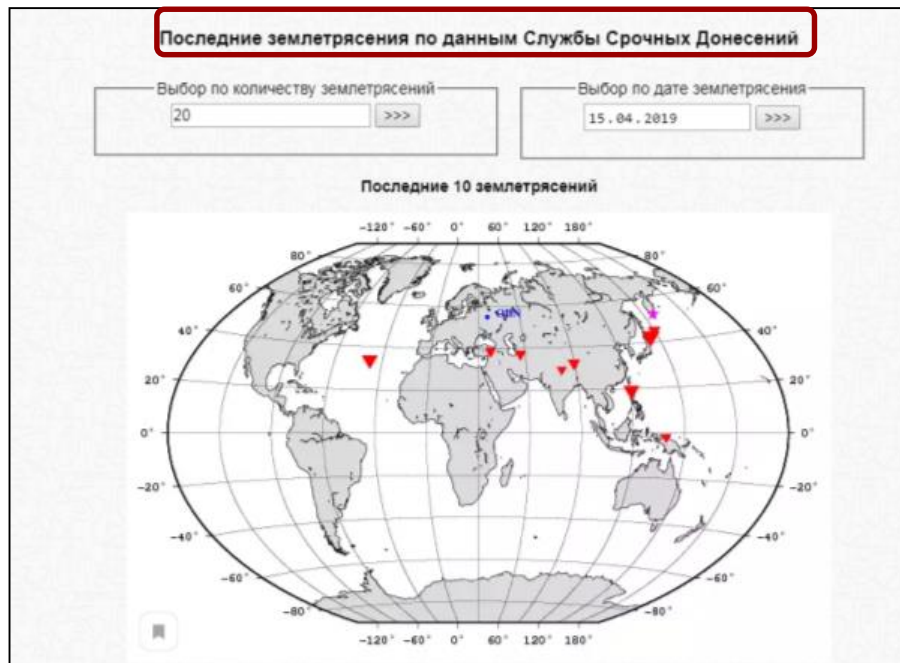 Последние землетрясения по данным Службы Срочных Донесений
Выбор по количеству землетрясений
20 >>>
Выбор по дате землетрясения
15.04.2019 >>>
Последние 10 землетрясений
-120° -60° 0° 60° 120° 180°
80° 80°
60° 60°
40° 40°
20° 20°
0° 0°
-20° -20°
-40° -40°
-60° -60°
-80° -80°
-120° -60° 0° 60° 120° 180°